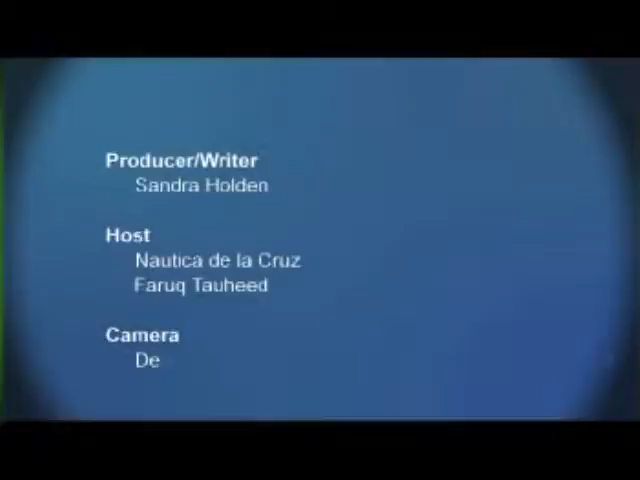 Producer/Writer
Sandra Holden
Host
Nautica de la Cruz
Faruq Tauheed
Camera
De